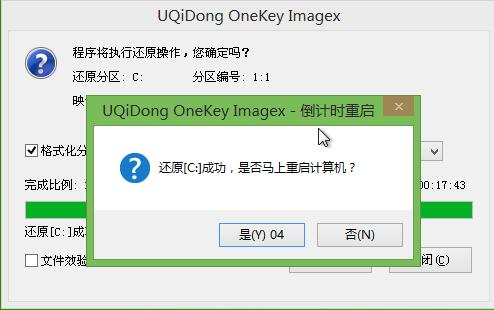 UQiDong OneKey Imagex
程序将执行还原操作，您确定吗？
还原分区： C: 分区编号： 1:1
UQiDong OneKey Imagex - 倒计时重启
格式化分
还原[C:]成功，是否马上重启计算机？
完成比例：
00:17:43
还原[C:]成
是(Y) 04 否(N)
文件效验
闭(C)